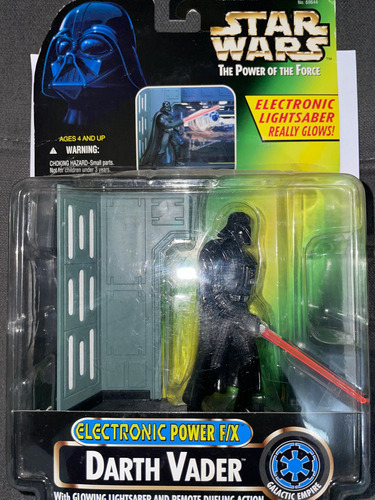 No. 69644
STAR
WARS
THE POWER OF THE FORCE
ELECTRONIC
LIGHTSABER
REALLY GLOWS!
AGES 4 AND UP
WARNING:
CHOKING HAZARD-Small parts.
Not for children under 3 years.
ELECTRONIC POWER F/X
DARTH VADER™
GALACTIC EMPIRE
With GLOWING LIGHTSABER AND REMOTE DUELING ACTION